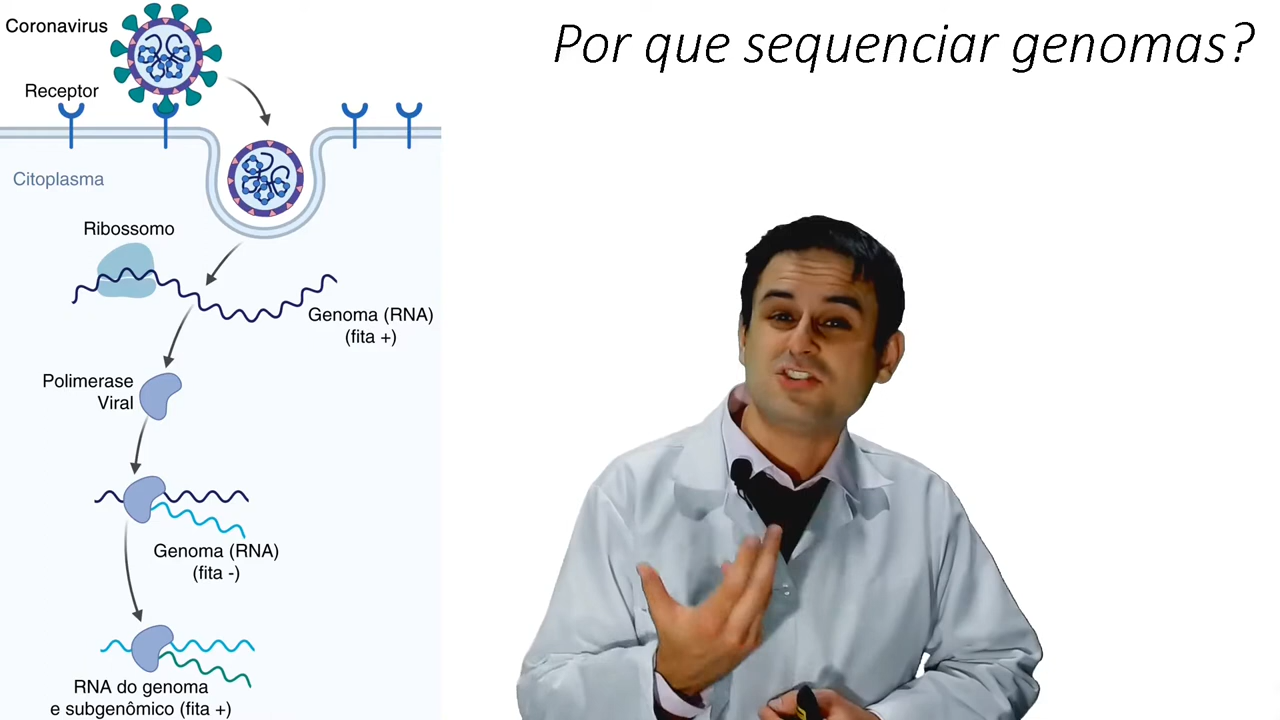 Por que sequenciar genomas?
Coronavirus
Receptor
Citoplasma
Ribossomo
Genoma (RNA)
(fita +)
Polimerase
Viral
Genoma (RNA)
(fita -)
RNA do genoma
e subgenômico (fita +)